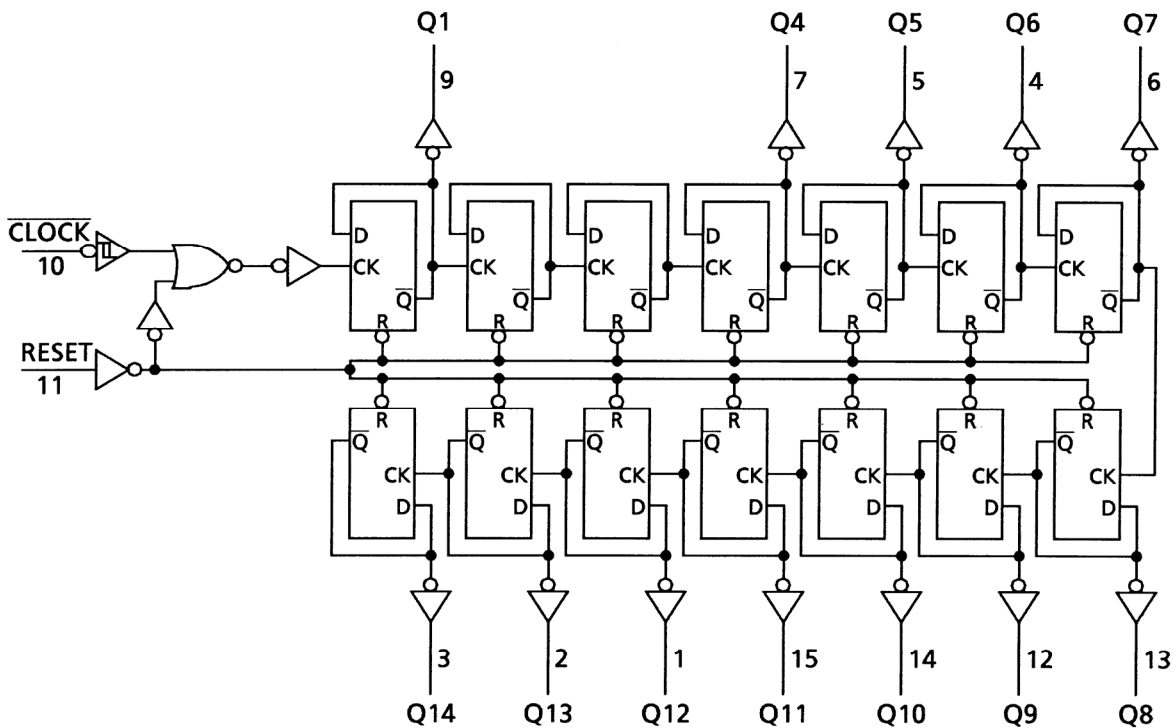 Q1 Q4 Q5 Q6 Q7
9 7 5 4 6
C̅L̅O̅C̅K̅
10
D D D D D D D
CK CK CK CK CK CK CK
Q̅ Q̅ Q̅ Q̅ Q̅ Q̅ Q̅
R R R R R R R
RESET
11
R R R R R R R
Q̅ Q̅ Q̅ Q̅ Q̅ Q̅ Q̅
CK CK CK CK CK CK CK
D D D D D D D
3 2 1 15 14 12 13
Q14 Q13 Q12 Q11 Q10 Q9 Q8